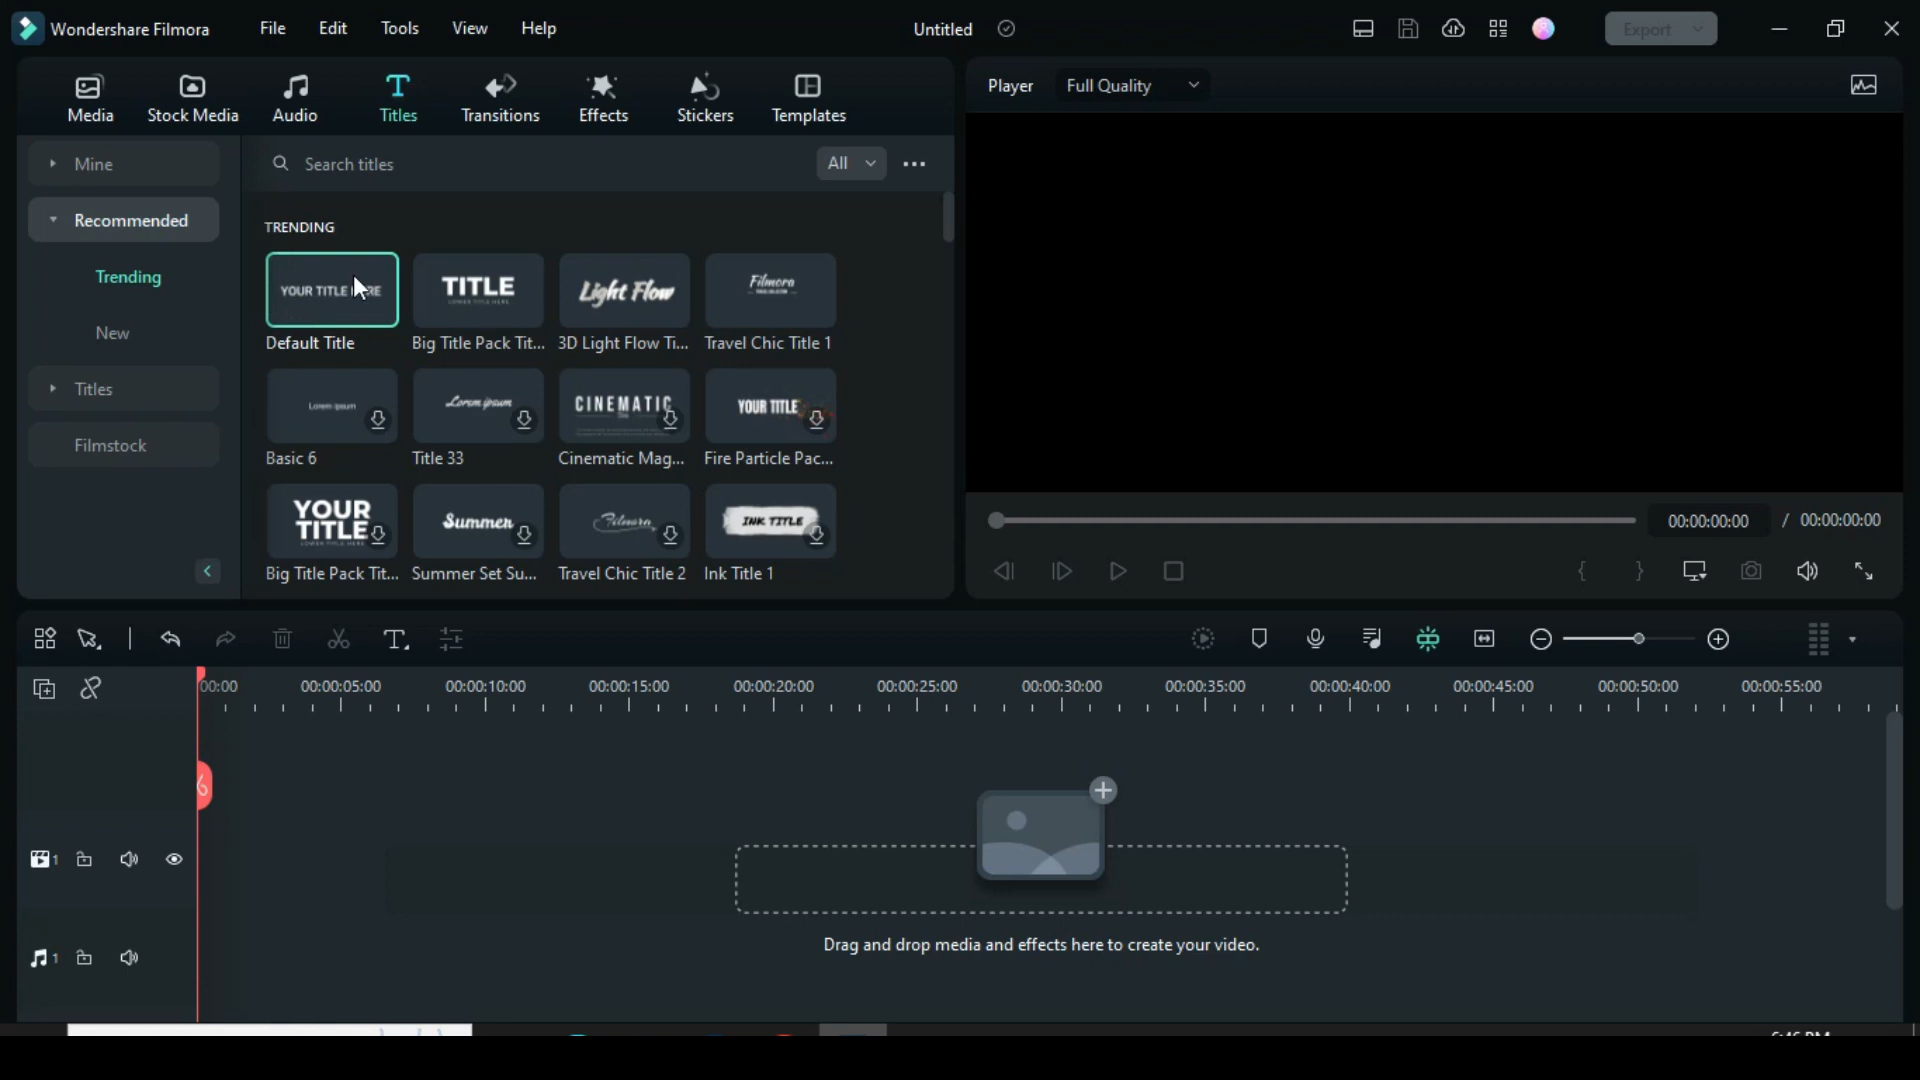 Wondershare Filmora File Edit Tools View Help Untitled Export
Media Stock Media Audio Titles Transitions Effects Stickers Templates
Player Full Quality
Mine
Recommended
Trending
New
Titles
Filmstock
Search titles All
TRENDING
YOUR TITLE TITLE Light Flow Filmora
Default Title Big Title Pack Tit... 3D Light Flow Ti... Travel Chic Title 1
Lorem ipsum Lorem ipsum CINEMATIC YOUR TITLE
Basic 6 Title 33 Cinematic Mag... Fire Particle Pac...
YOUR TITLE Summer Filmora INK TITLE
Big Title Pack Tit... Summer Set Su... Travel Chic Title 2 Ink Title 1
00:00:00:00 / 00:00:00:00
00:00 00:00:05:00 00:00:10:00 00:00:15:00 00:00:20:00 00:00:25:00 00:00:30:00 00:00:35:00 00:00:40:00 00:00:45:00 00:00:50:00 00:00:55:00
1
Drag and drop media and effects here to create your video.
1